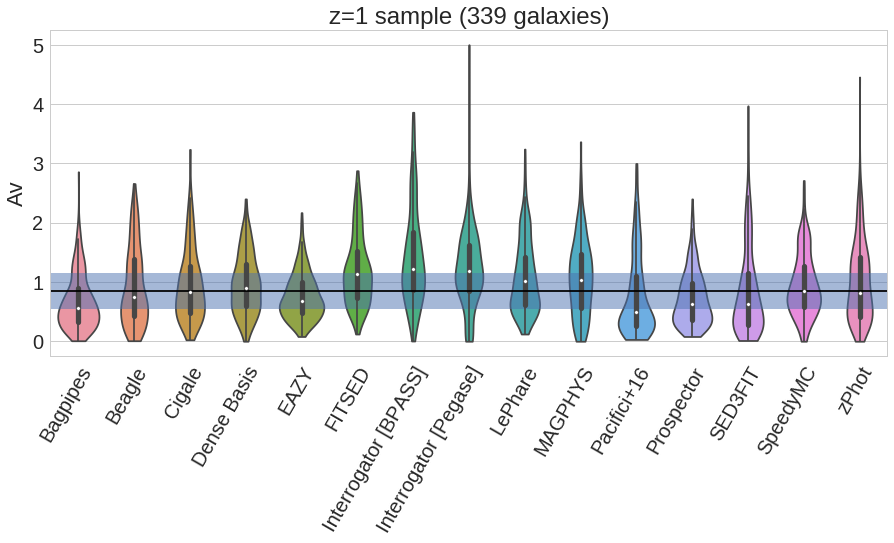 z=1 sample (339 galaxies)
Av
5
4
3
2
1
0
Bagpipes
Beagle
Cigale
Dense Basis
EAZY
FITSED
Interrogator [BPASS]
Interrogator [Pegase]
LePhare
MAGPHYS
Pacifici+16
Prospector
SED3FIT
SpeedyMC
zPhot